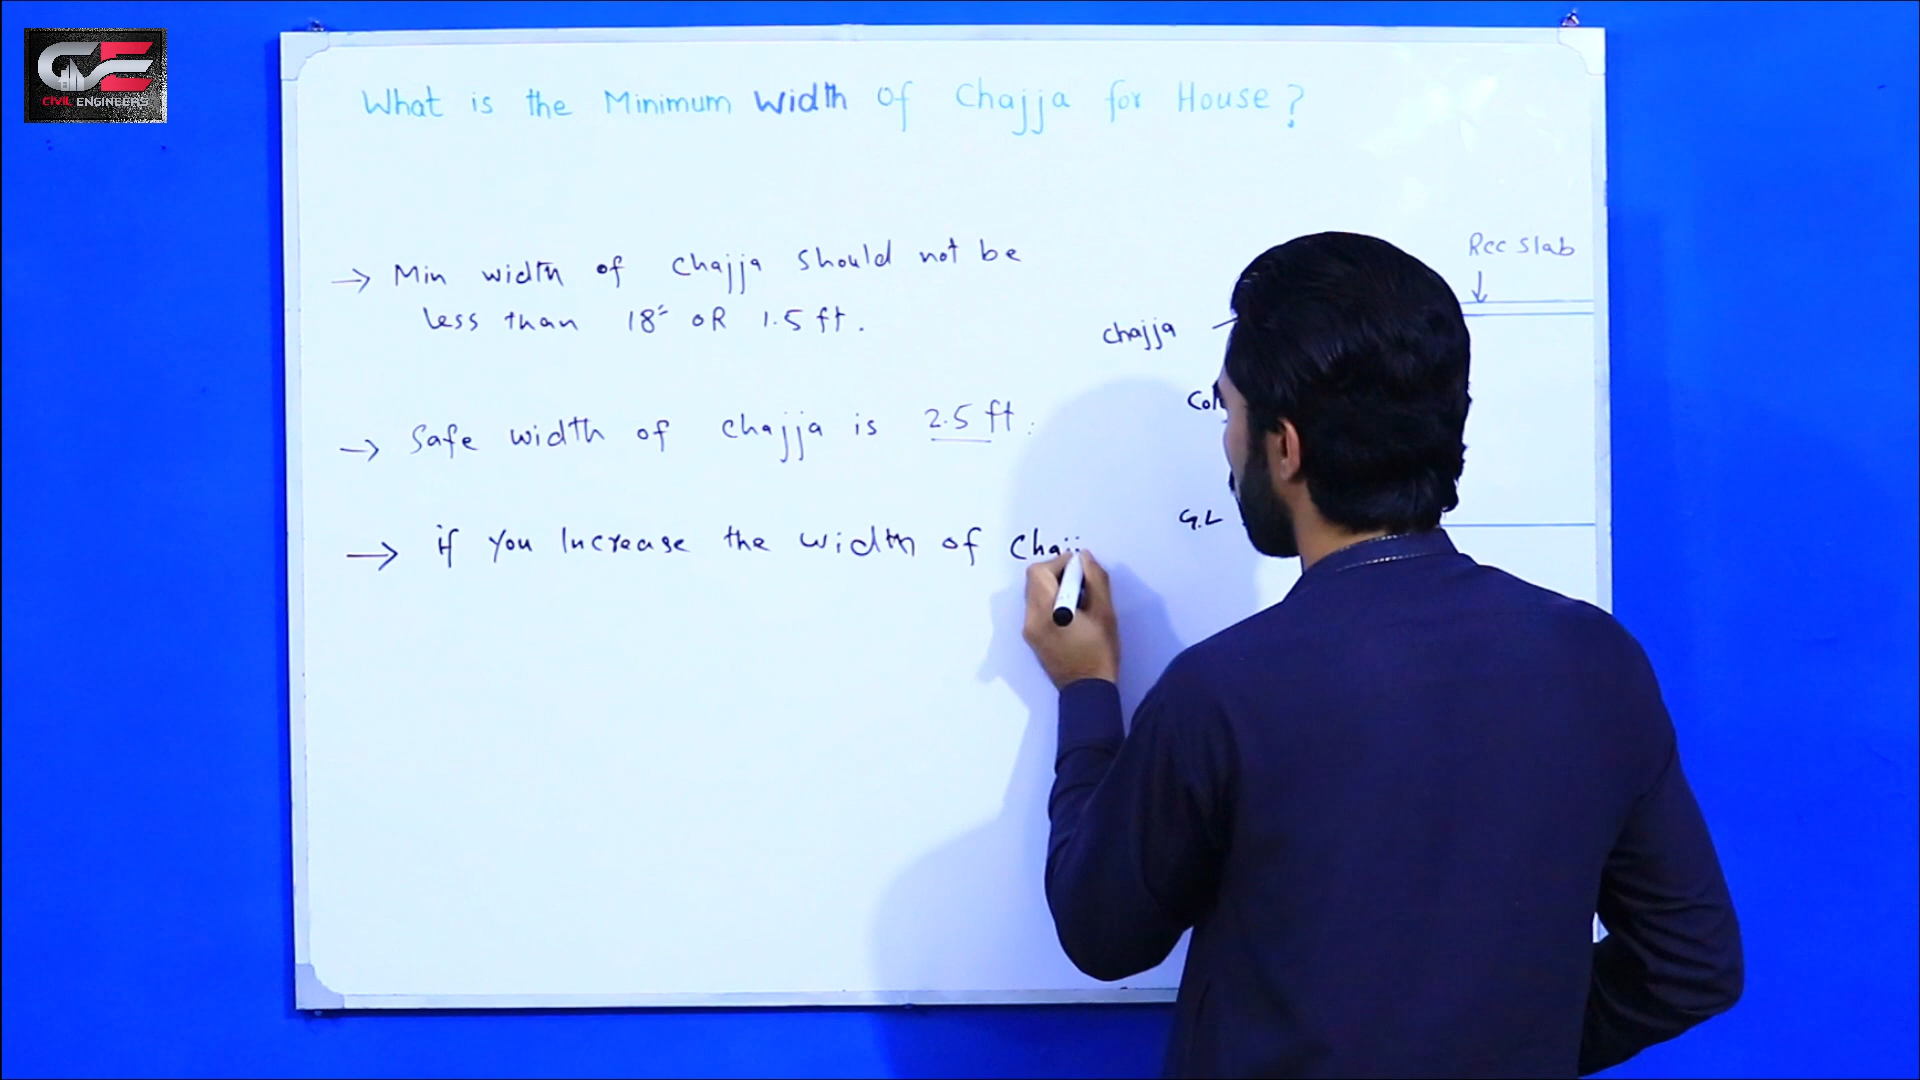 CIVIL ENGINEERS
What is the Minimum Width of Chajja for House?
→ Min width of Chajja should not be
less than 18" OR 1.5 ft.
→ Safe width of chajja is 2.5 ft.
→ if you Increase the width of
Rcc slab
chajja
G.L